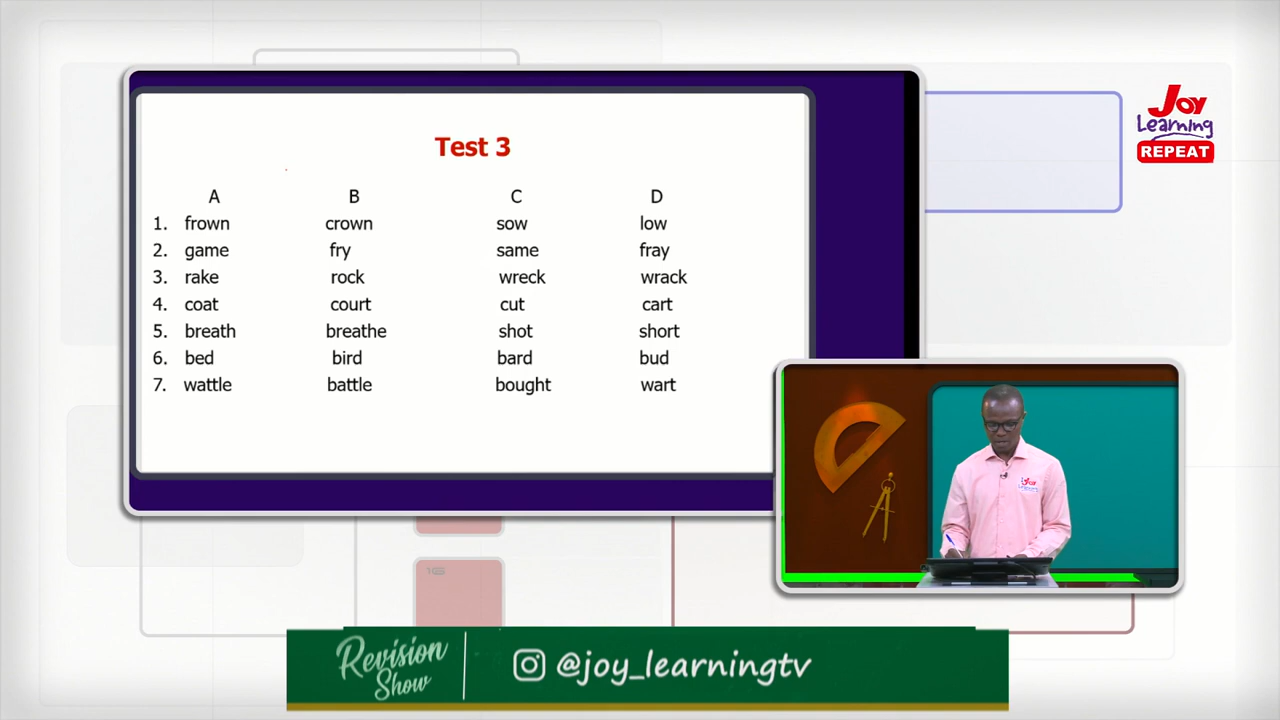 Test 3
A B C D
1. frown crown sow low
2. game fry same fray
3. rake rock wreck wrack
4. coat court cut cart
5. breath breathe shot short
6. bed bird bard bud
7. wattle battle bought wart
Joy
Learning
REPEAT
Revision
Show
@joy_learningtv